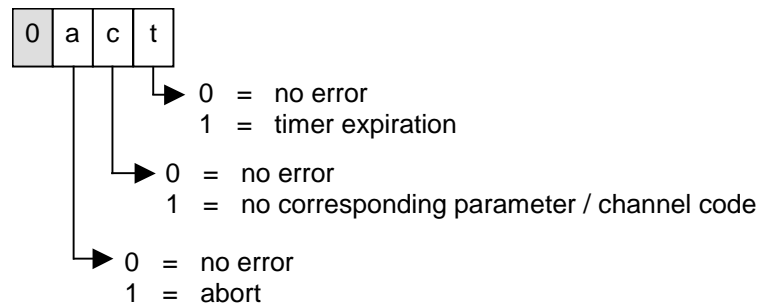 0 a c t
0 = no error
1 = timer expiration
0 = no error
1 = no corresponding parameter / channel code
0 = no error
1 = abort